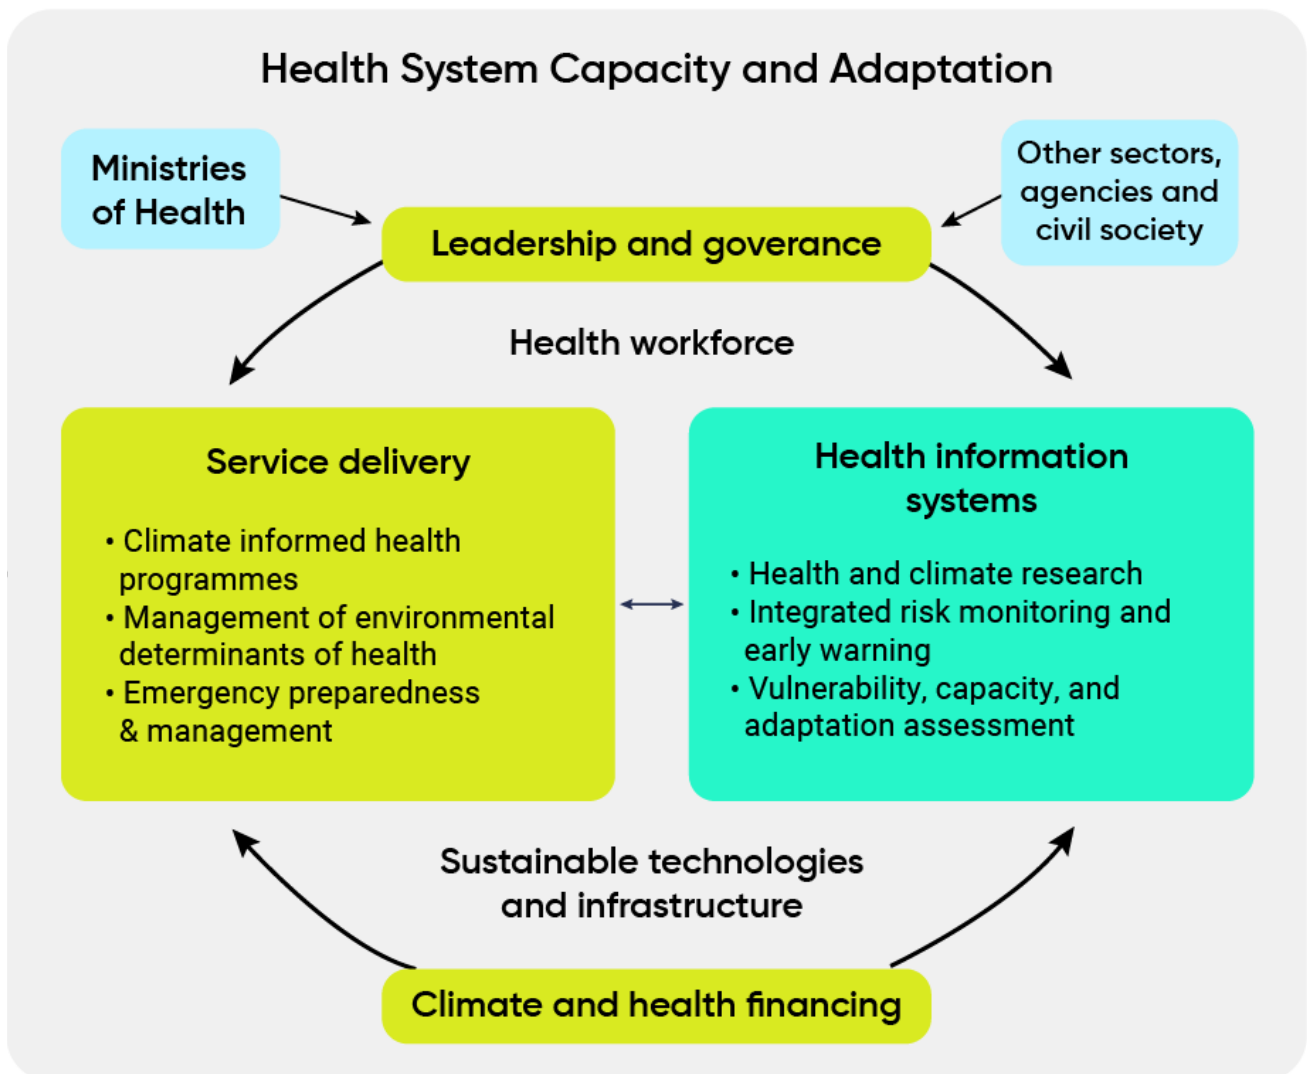 Health System Capacity and Adaptation
Ministries
of Health
Other sectors,
agencies and
civil society
Leadership and goverance
Health workforce
Service delivery
• Climate informed health
programmes
• Management of environmental
determinants of health
• Emergency preparedness
& management
Health information
systems
• Health and climate research
• Integrated risk monitoring and
early warning
• Vulnerability, capacity, and
adaptation assessment
Sustainable technologies
and infrastructure
Climate and health financing